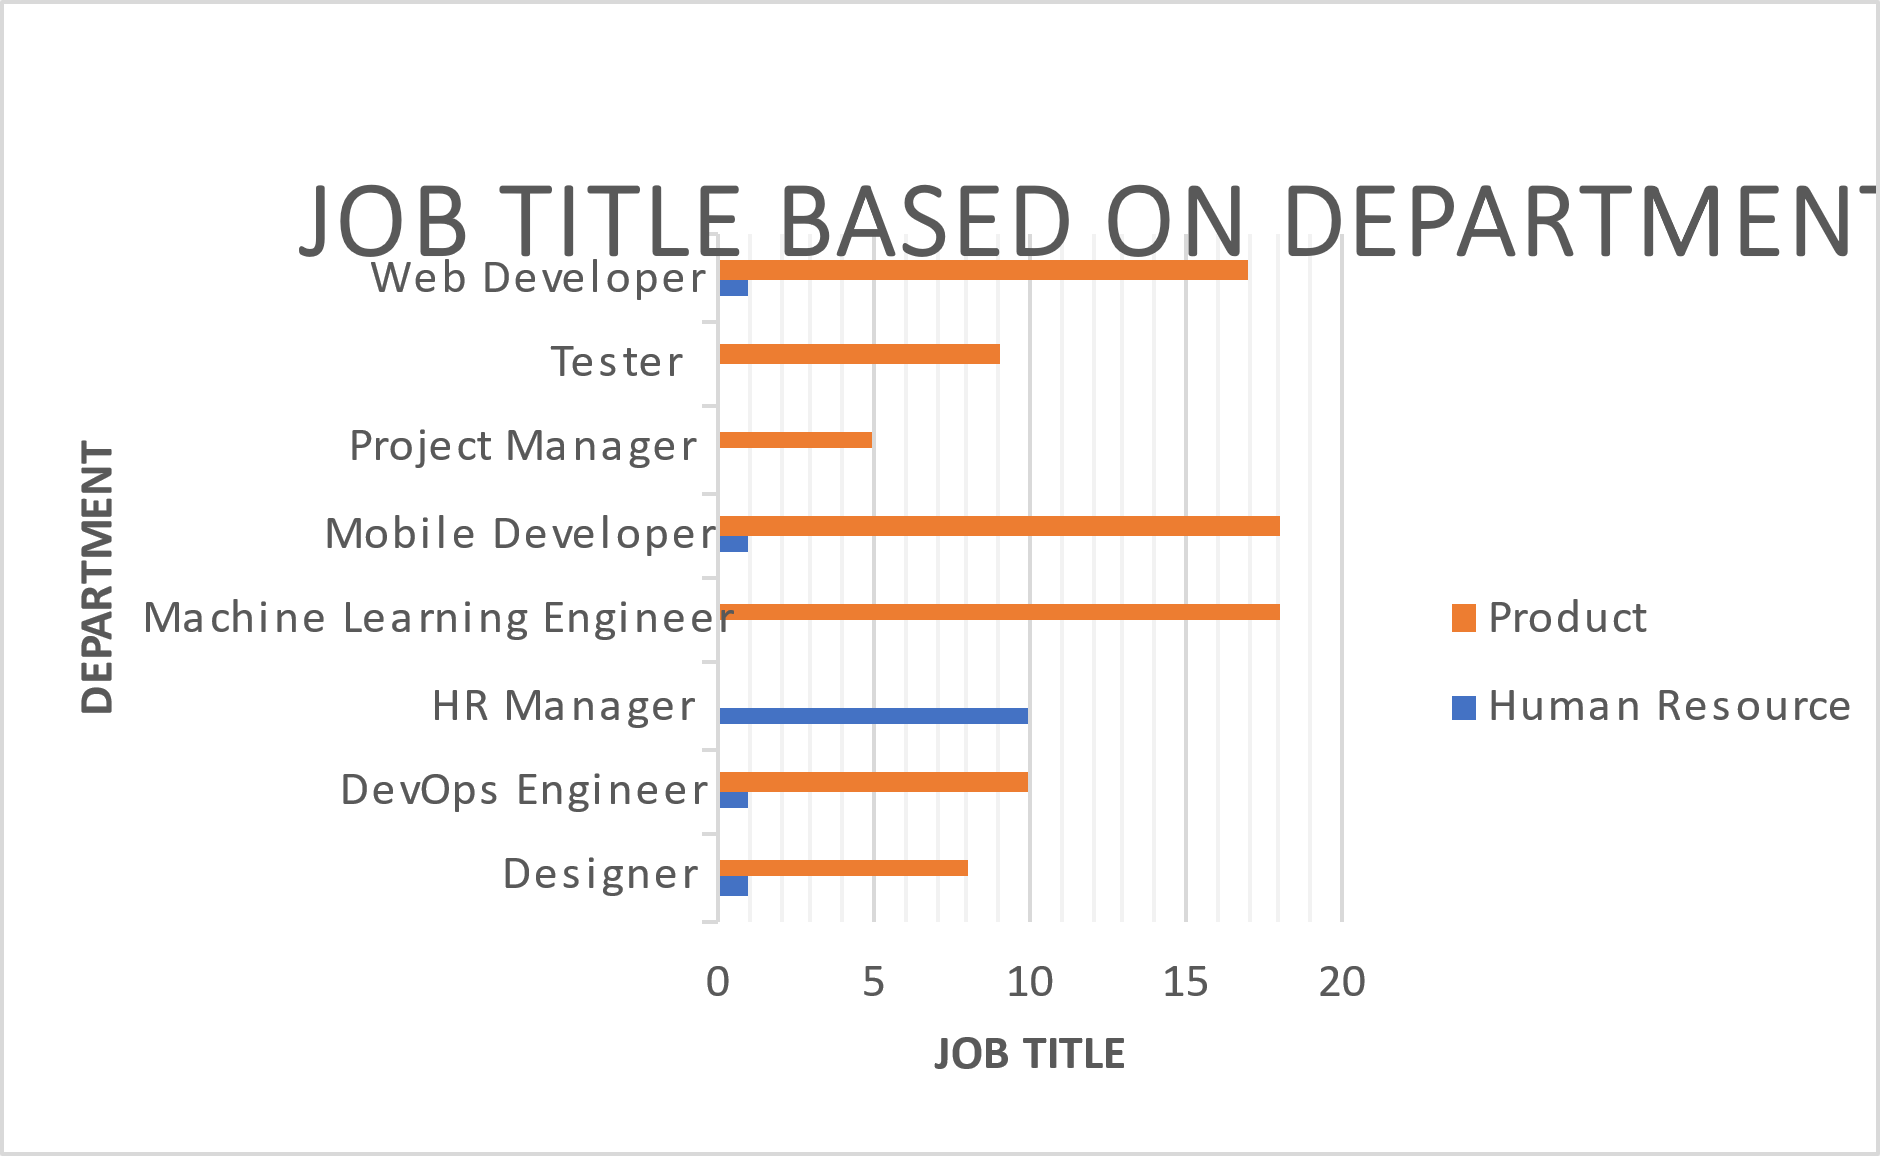 JOB TITLE BASED ON DEPARTMENT
Web Developer
Tester
Project Manager
Mobile Developer
Machine Learning Engineer
HR Manager
DevOps Engineer
Designer
DEPARTMENT
0 5 10 15 20
JOB TITLE
Product
Human Resource